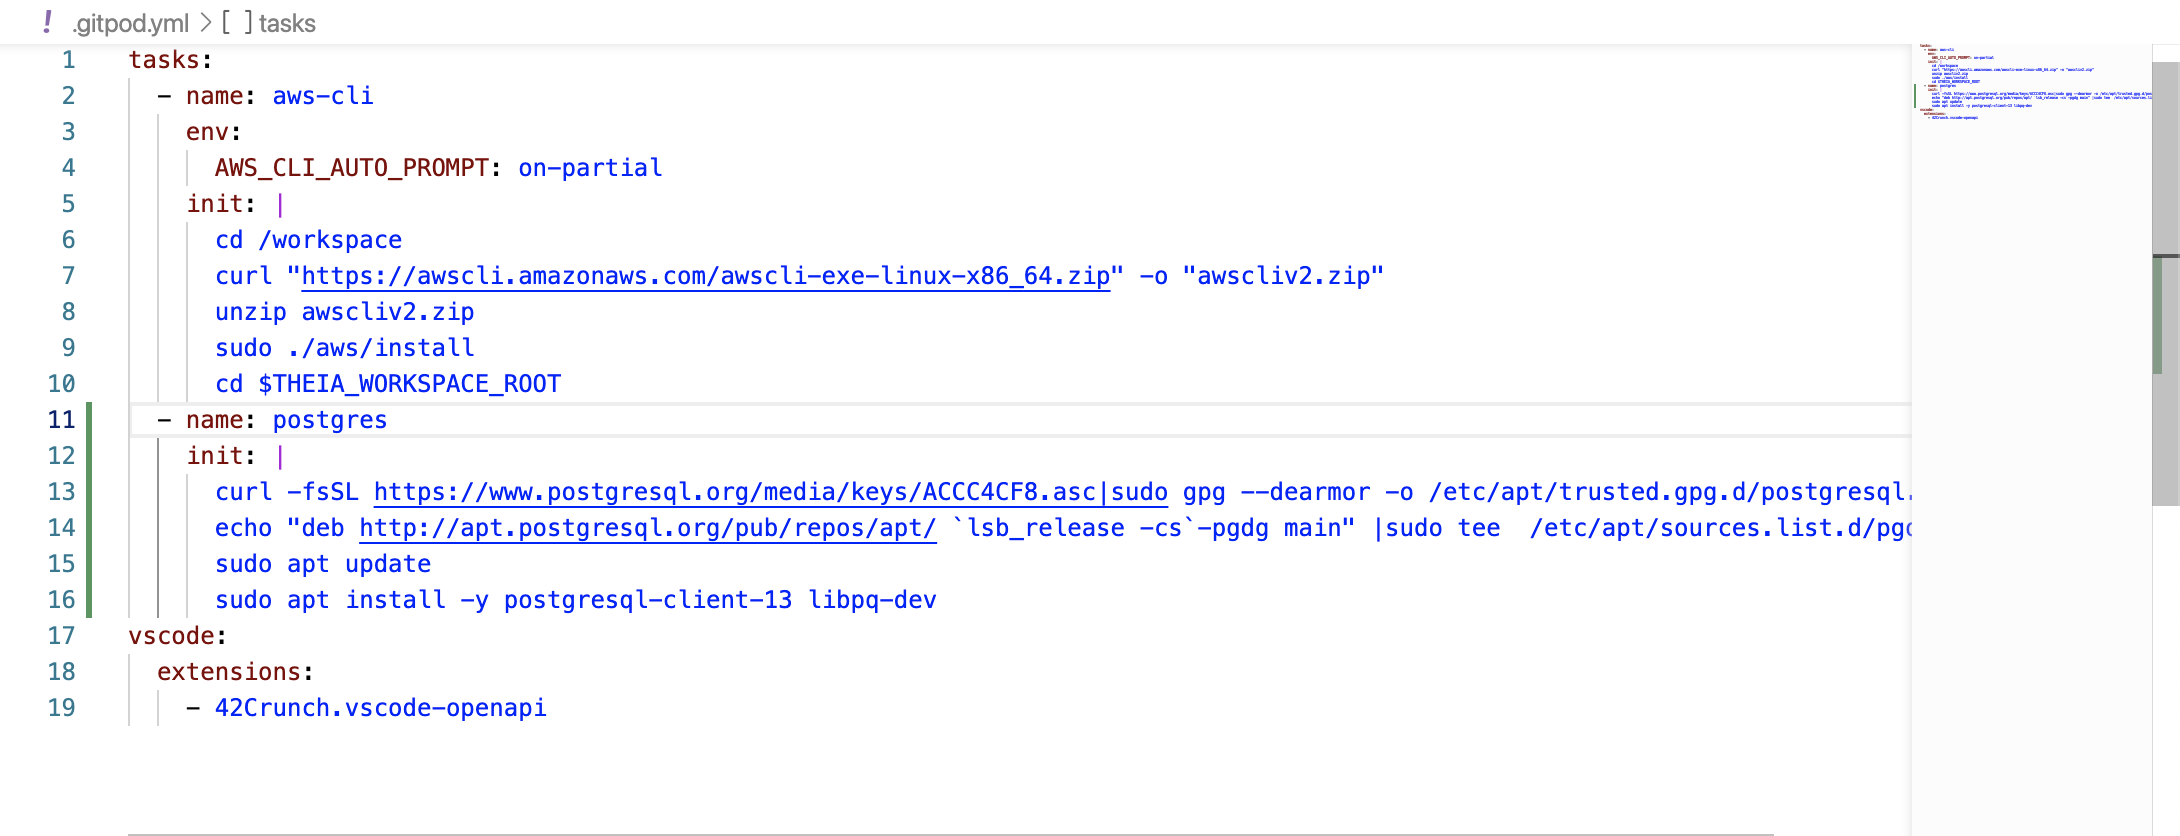 ! .gitpod.yml > [ ] tasks
1 tasks:
2   - name: aws-cli
3     env:
4       AWS_CLI_AUTO_PROMPT: on-partial
5     init: |
6       cd /workspace
7       curl "https://awscli.amazonaws.com/awscli-exe-linux-x86_64.zip" -o "awscliv2.zip"
8       unzip awscliv2.zip
9       sudo ./aws/install
10       cd $THEIA_WORKSPACE_ROOT
11   - name: postgres
12     init: |
13       curl -fsSL https://www.postgresql.org/media/keys/ACCC4CF8.asc|sudo gpg --dearmor -o /etc/apt/trusted.gpg.d/postgresql.
14       echo "deb http://apt.postgresql.org/pub/repos/apt/ `lsb_release -cs`-pgdg main" |sudo tee  /etc/apt/sources.list.d/pg
15       sudo apt update
16       sudo apt install -y postgresql-client-13 libpq-dev
17 vscode:
18   extensions:
19     - 42Crunch.vscode-openapi